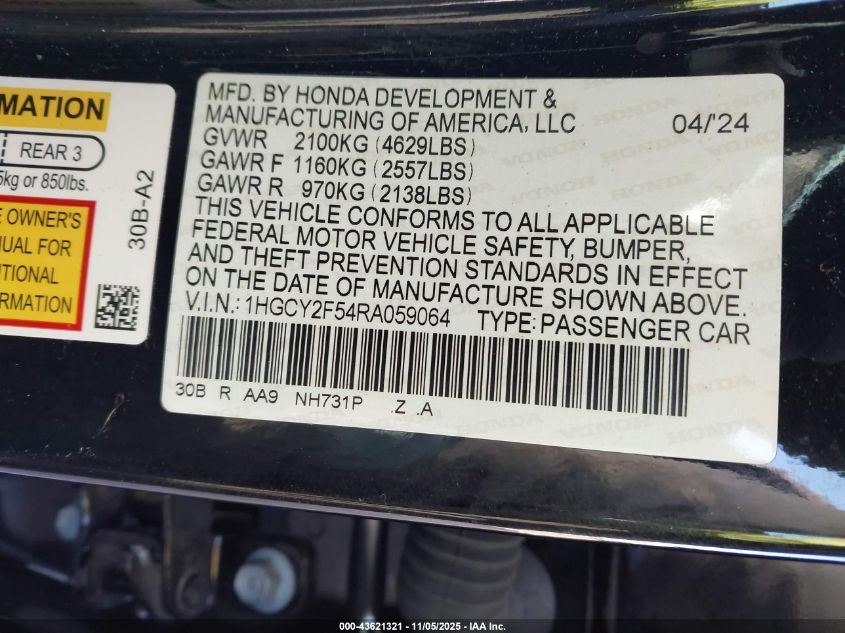 MATION
REAR 3
5kg or 850lbs.
OWNER'S
UAL FOR
ITIONAL
ORMATION
30B-A2
MFD. BY HONDA DEVELOPMENT &
MANUFACTURING OF AMERICA, LLC 04/'24
GVWR 2100KG (4629LBS)
GAWR F 1160KG (2557LBS)
GAWR R 970KG (2138LBS)
THIS VEHICLE CONFORMS TO ALL APPLICABLE
FEDERAL MOTOR VEHICLE SAFETY, BUMPER,
AND THEFT PREVENTION STANDARDS IN EFFECT
ON THE DATE OF MANUFACTURE SHOWN ABOVE.
V.I.N.: 1HGCY2F54RA059064 TYPE: PASSENGER CAR
30B R AA9 NH731P .Z .A
000-43621321 - 11/05/2025 - IAA Inc.